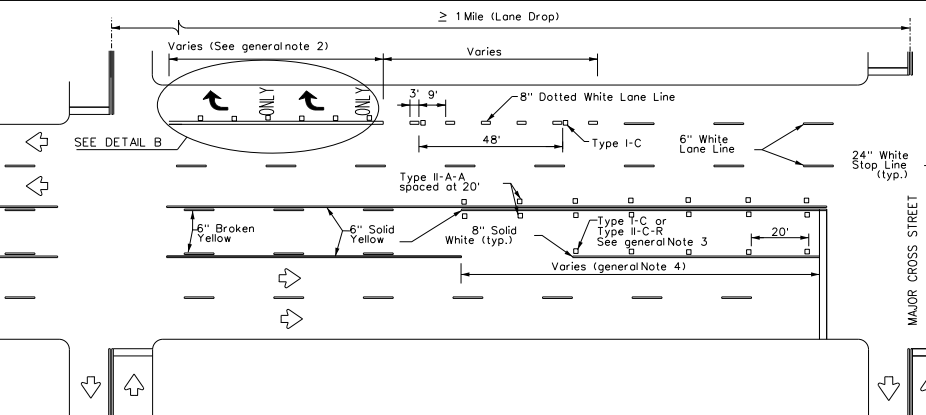 ≥ 1 Mile (Lane Drop)
Varies (See general note 2)
Varies
ONLY
ONLY
3'
9'
8" Dotted White Lane Line
SEE DETAIL B
48'
Type I-C
6" White
Lane Line
24" White
Stop Line
(typ.)
Type II-A-A
spaced at 20'
6" Broken
Yellow
6" Solid
Yellow
8" Solid
White (typ.)
Type I-C or
Type II-C-R
See general Note 3
20'
Varies (general Note 4)
MAJOR CROSS STREET